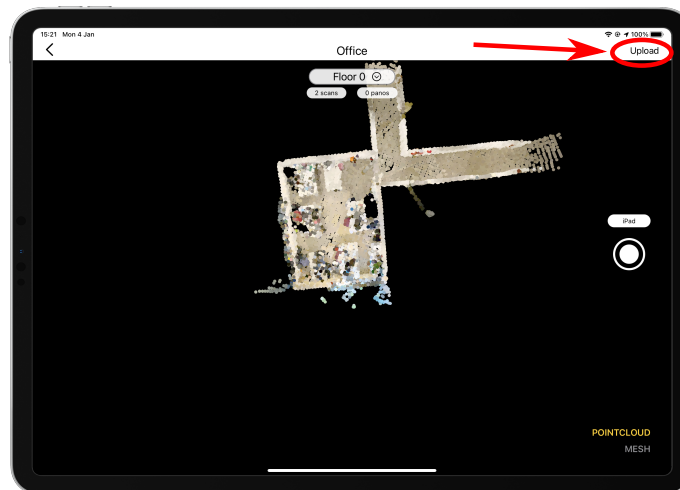 15:21 Mon 4 Jan 100%
Office
Upload
Floor 0
2 scans 0 panos
iPad
POINTCLOUD
MESH